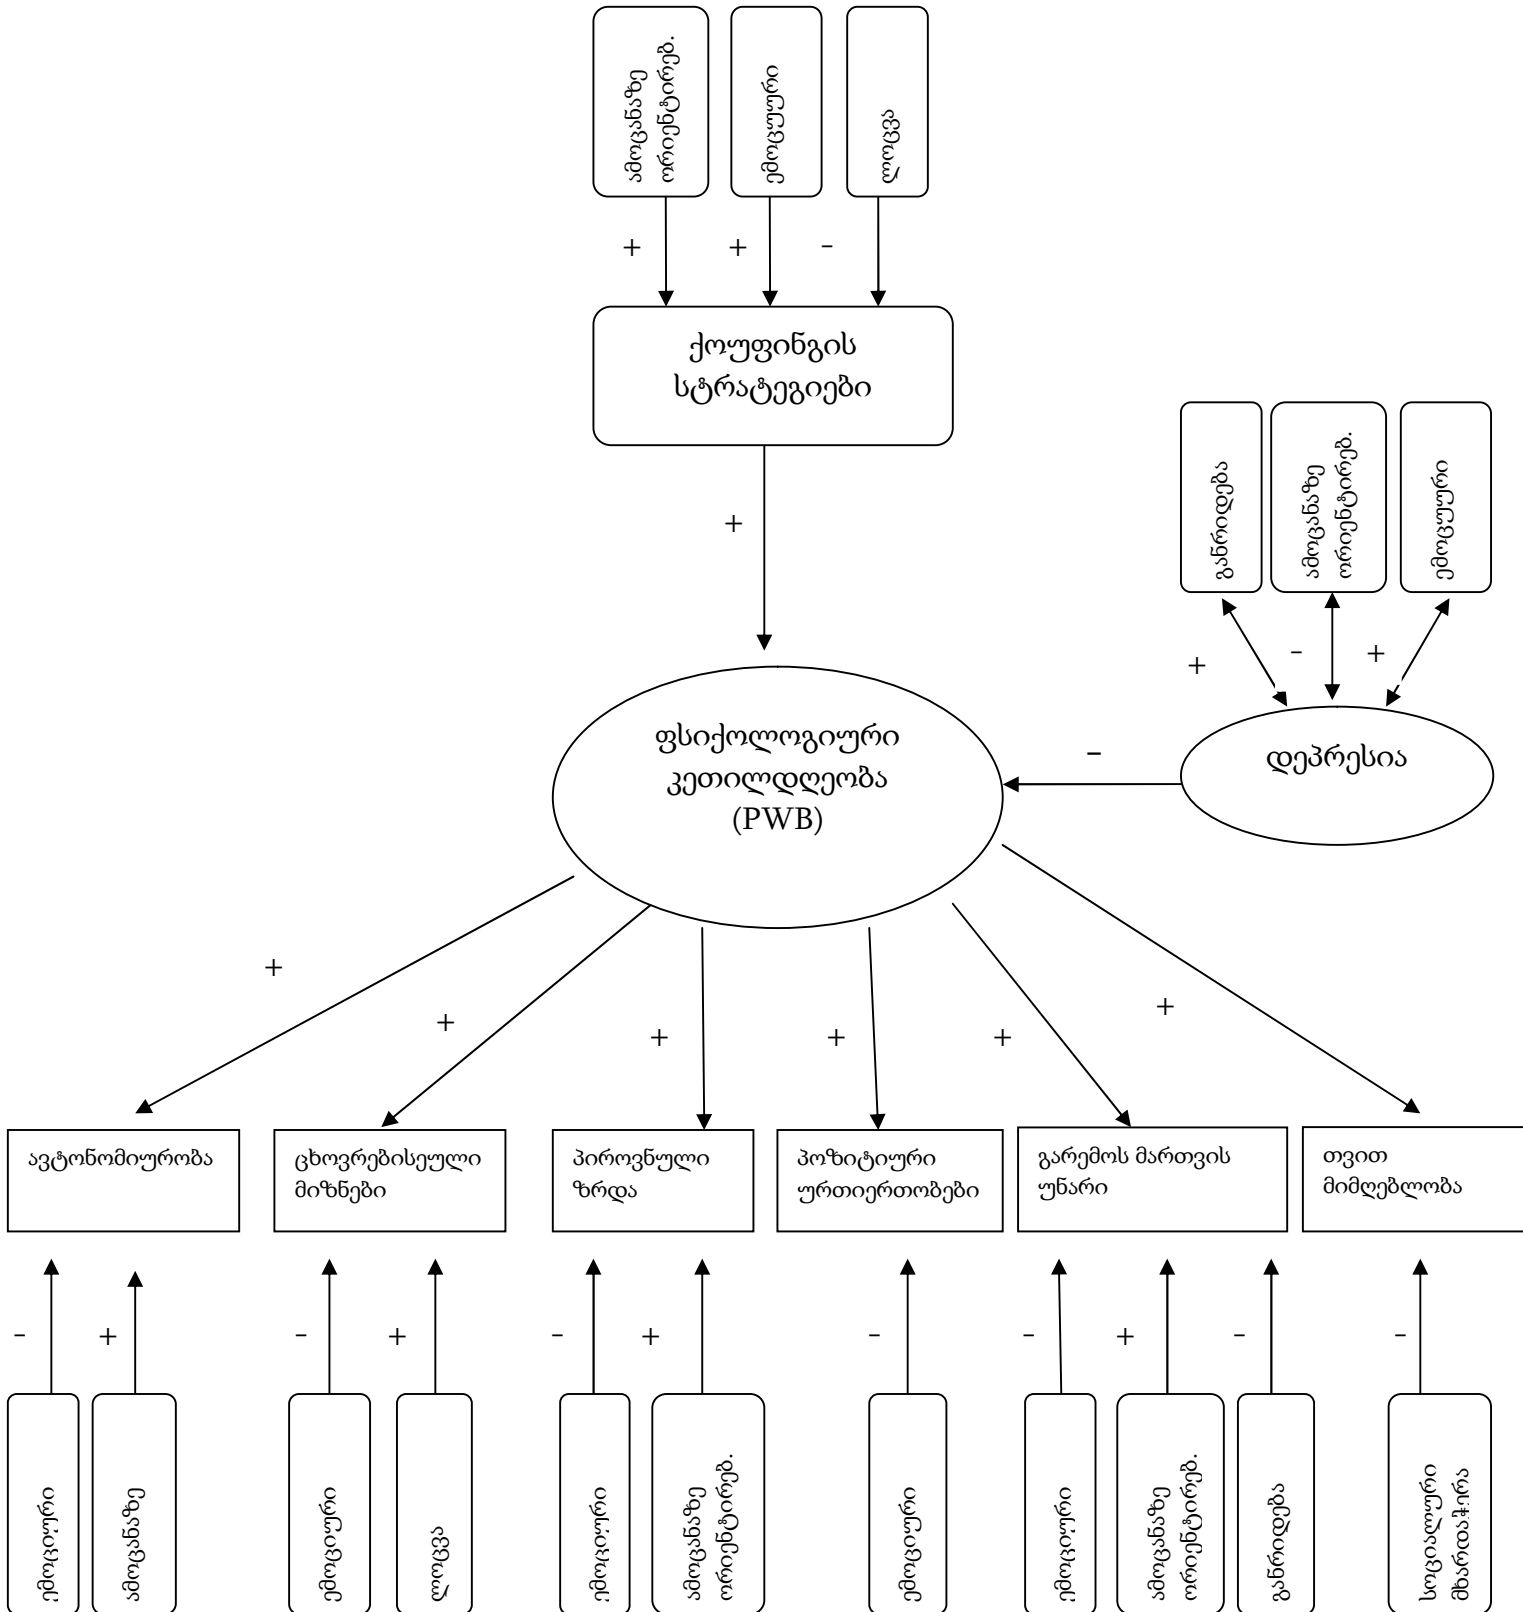 ამოცანაზე
ორიენტირებ.
ემოცუური
ლოცვა
+
+
-
ქოუფინგის
სტრატეგიები
+
განრიდება
ამოცანაზე
ორიენტირებ.
ემოცუური
+
-
+
ფსიქოლოგიური
კეთილდღეობა
(PWB)
-
დეპრესია
+
+
+
+
+
+
ავტონომიურობა
ცხოვრებისეული
მიზნები
პიროვნული
ზრდა
პოზიტიური
ურთიერთობები
გარემოს მართვის
უნარი
თვით
მიმღებლობა
-
+
-
+
-
+
-
-
+
-
-
ემოციური
ამოცანაზე
ემოციური
ლოცვა
ემოციური
ამოცანაზე
ორიენტირებ.
ემოციური
ემოციური
ამოცანაზე
ორიენტირებ.
განრიდება
სოციალური
მხარდაჭერა